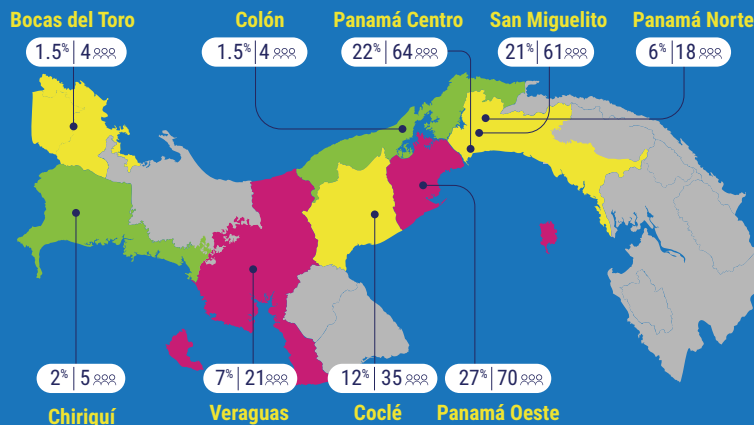 Bocas del Toro Colón Panamá Centro San Miguelito Panamá Norte
1.5% | 4 1.5% | 4 22% | 64 21% | 61 6% | 18
2% | 5 7% | 21 12% | 35 27% | 70
Chiriquí Veraguas Coclé Panamá Oeste